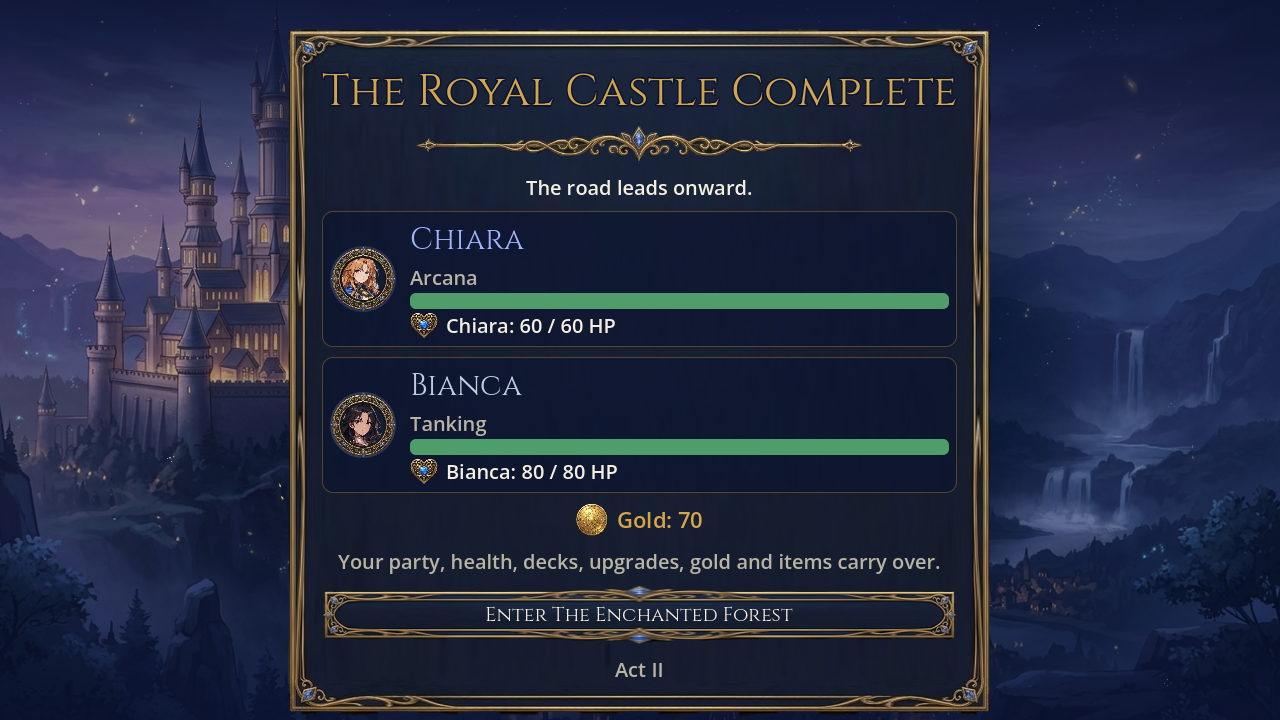 The Royal Castle Complete
The road leads onward.
Chiara
Arcana
Chiara: 60 / 60 HP
Bianca
Tanking
Bianca: 80 / 80 HP
Gold: 70
Your party, health, decks, upgrades, gold and items carry over.
Enter The Enchanted Forest
Act II